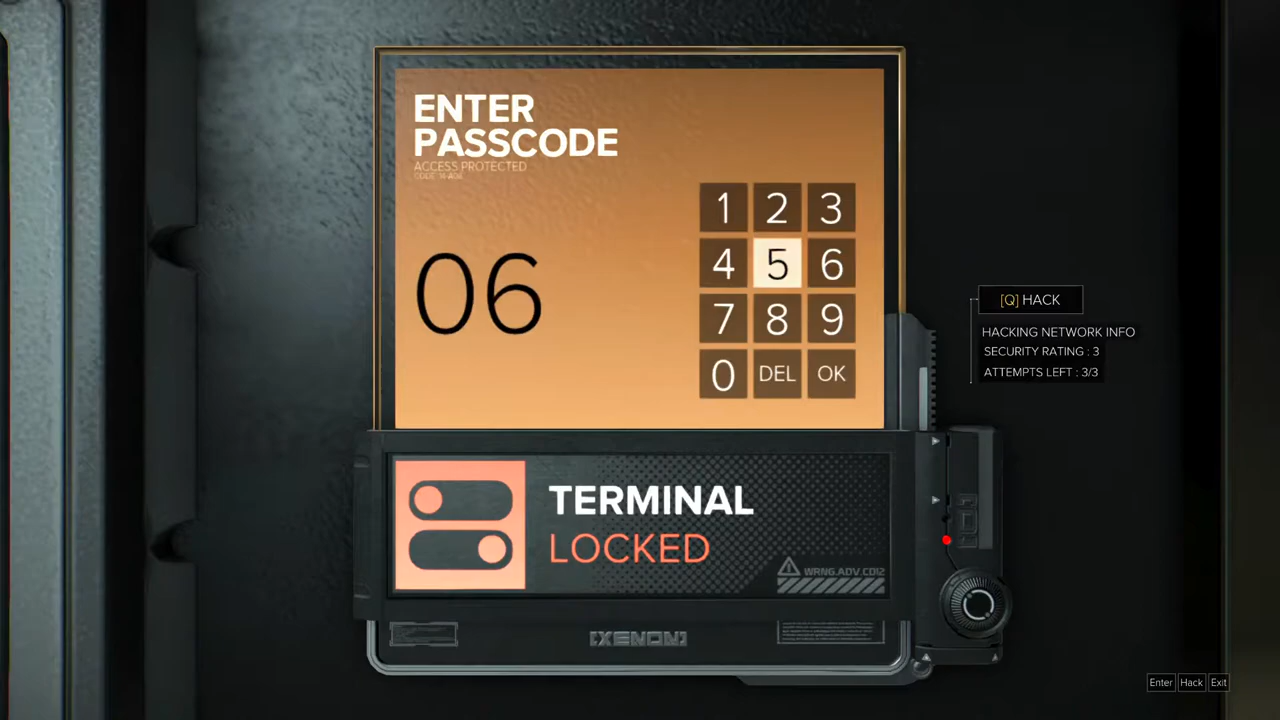 ENTER
PASSCODE
ACCESS PROTECTED
06
1 2 3
4 5 6
7 8 9
0 DEL OK
[Q] HACK
HACKING NETWORK INFO
SECURITY RATING : 3
ATTEMPTS LEFT : 3/3
TERMINAL
LOCKED
WRNG.ADV.CD12
[XENON]
Enter Hack Exit